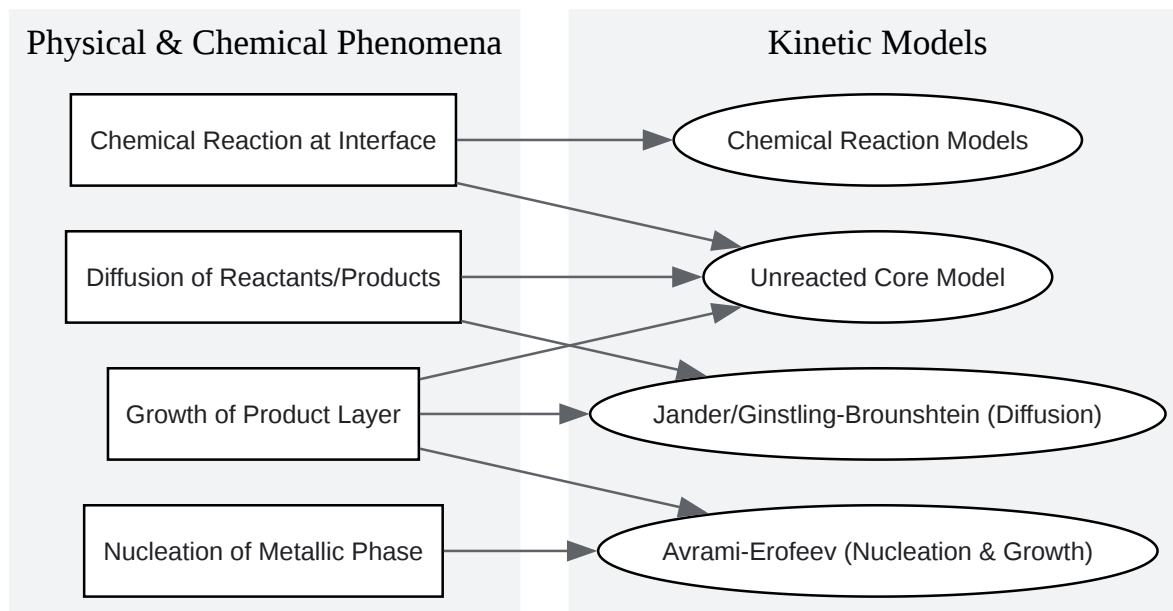 Physical & Chemical Phenomena
Chemical Reaction at Interface
Diffusion of Reactants/Products
Growth of Product Layer
Nucleation of Metallic Phase
Kinetic Models
Chemical Reaction Models
Unreacted Core Model
Jander/Ginstling-Brounshtein (Diffusion)
Avrami-Erofeev (Nucleation & Growth)